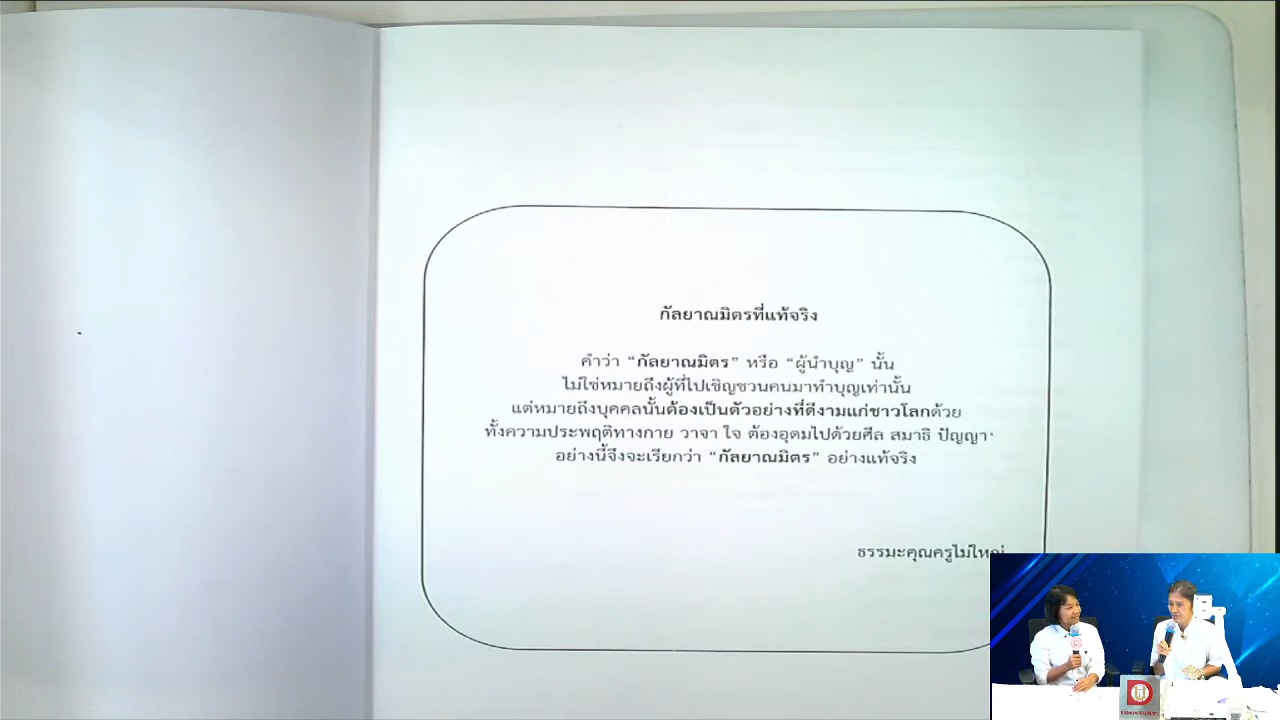 กัลยาณมิตรที่แท้จริง
คำว่า “กัลยาณมิตร” หรือ “ผู้นำบุญ” นั้น
ไม่ใช่หมายถึงผู้ที่ไปเชิญชวนคนมาทำบุญเท่านั้น
แต่หมายถึงบุคคลนั้นต้องเป็นตัวอย่างที่ดีงามแก่ชาวโลกด้วย
ทั้งความประพฤติทางกาย วาจา ใจ ต้องอุดมไปด้วยศีล สมาธิ ปัญญา
อย่างนี้จึงจะเรียกว่า “กัลยาณมิตร” อย่างแท้จริง
ธรรมะคุณครูไม่ใหญ่